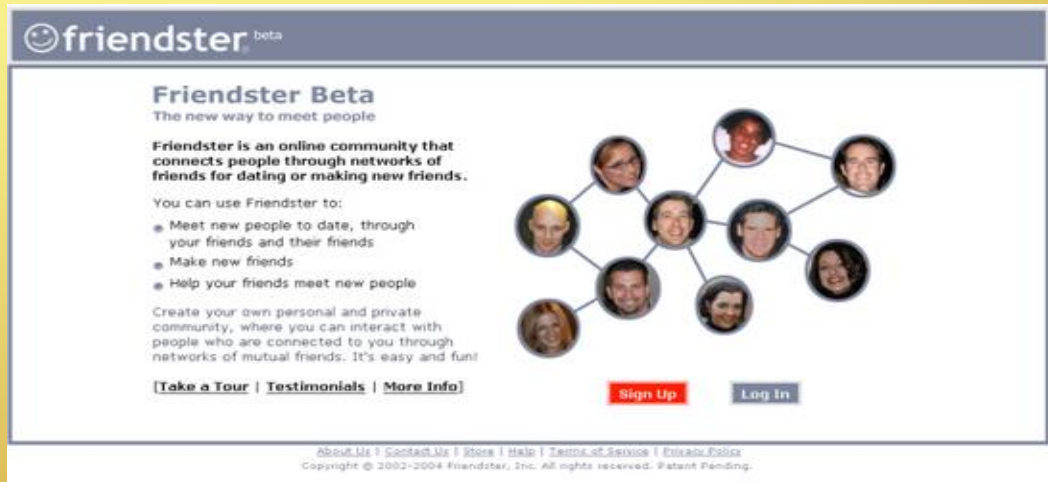 friendster® beta
Friendster Beta
The new way to meet people
Friendster is an online community that
connects people through networks of
friends for dating or making new friends.
You can use Friendster to:
Meet new people to date, through
your friends and their friends
Make new friends
Help your friends meet new people
Create your own personal and private
community, where you can interact with
people who are connected to you through
networks of mutual friends. It's easy and fun!
[Take a Tour | Testimonials | More Info]
Sign Up
Log In
About Us | Contact Us | Store | Help | Terms of Service | Privacy Policy
Copyright © 2002-2004 Friendster, Inc. All rights reserved. Patent Pending.